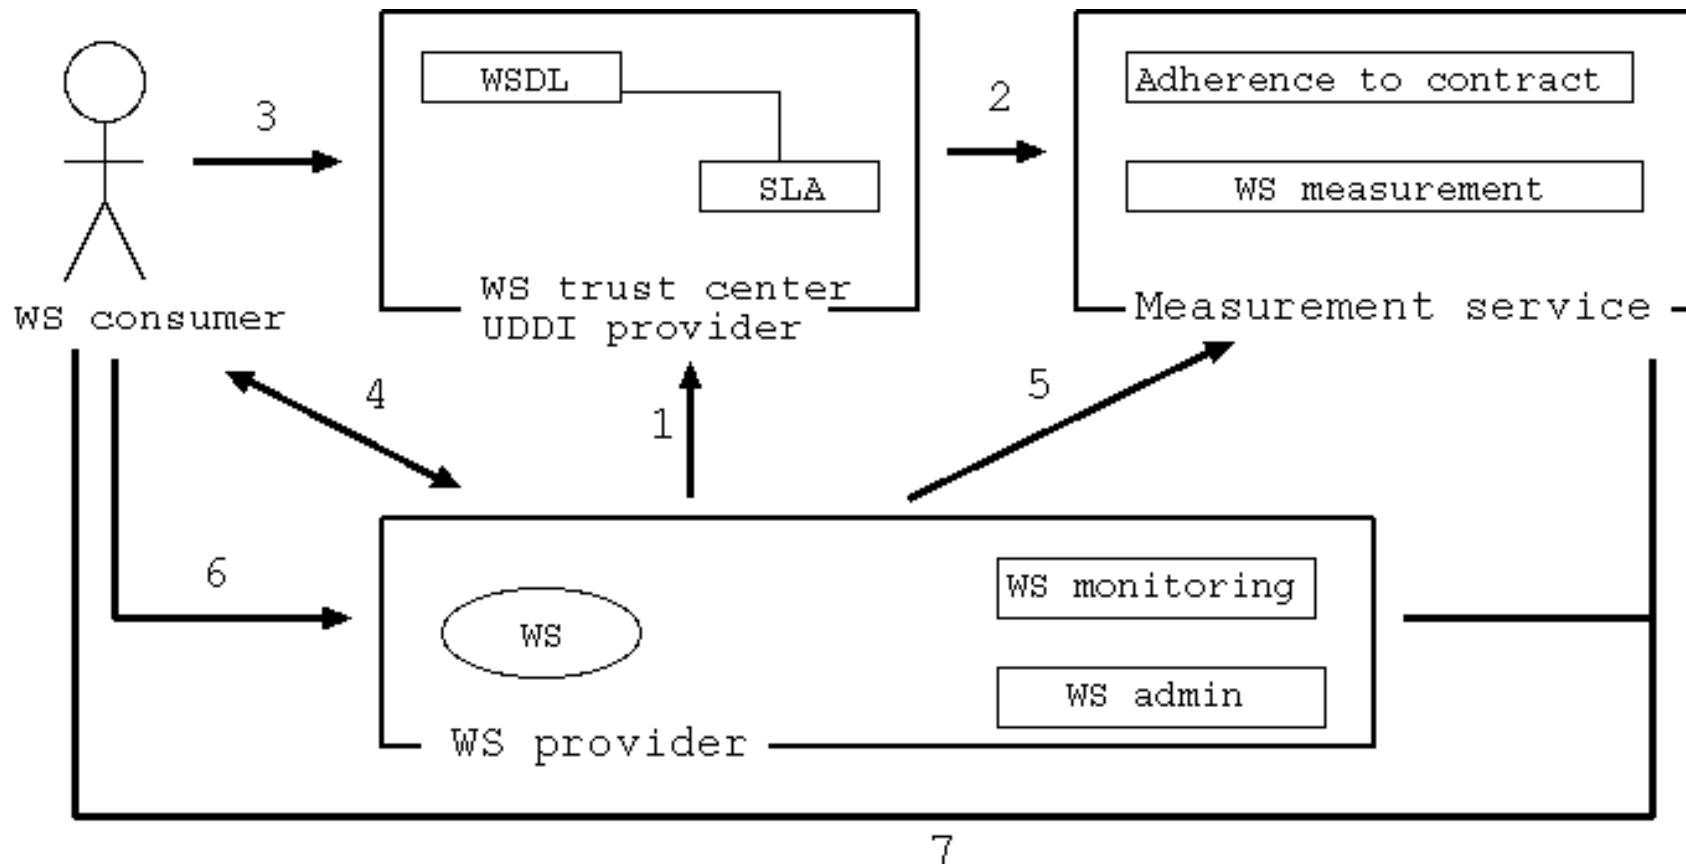 WSDL
Adherence to contract
3
2
SLA
WS measurement
WS trust center
UDDI provider
Measurement service
WS consumer
4
5
1
6
WS
WS monitoring
WS admin
WS provider
7